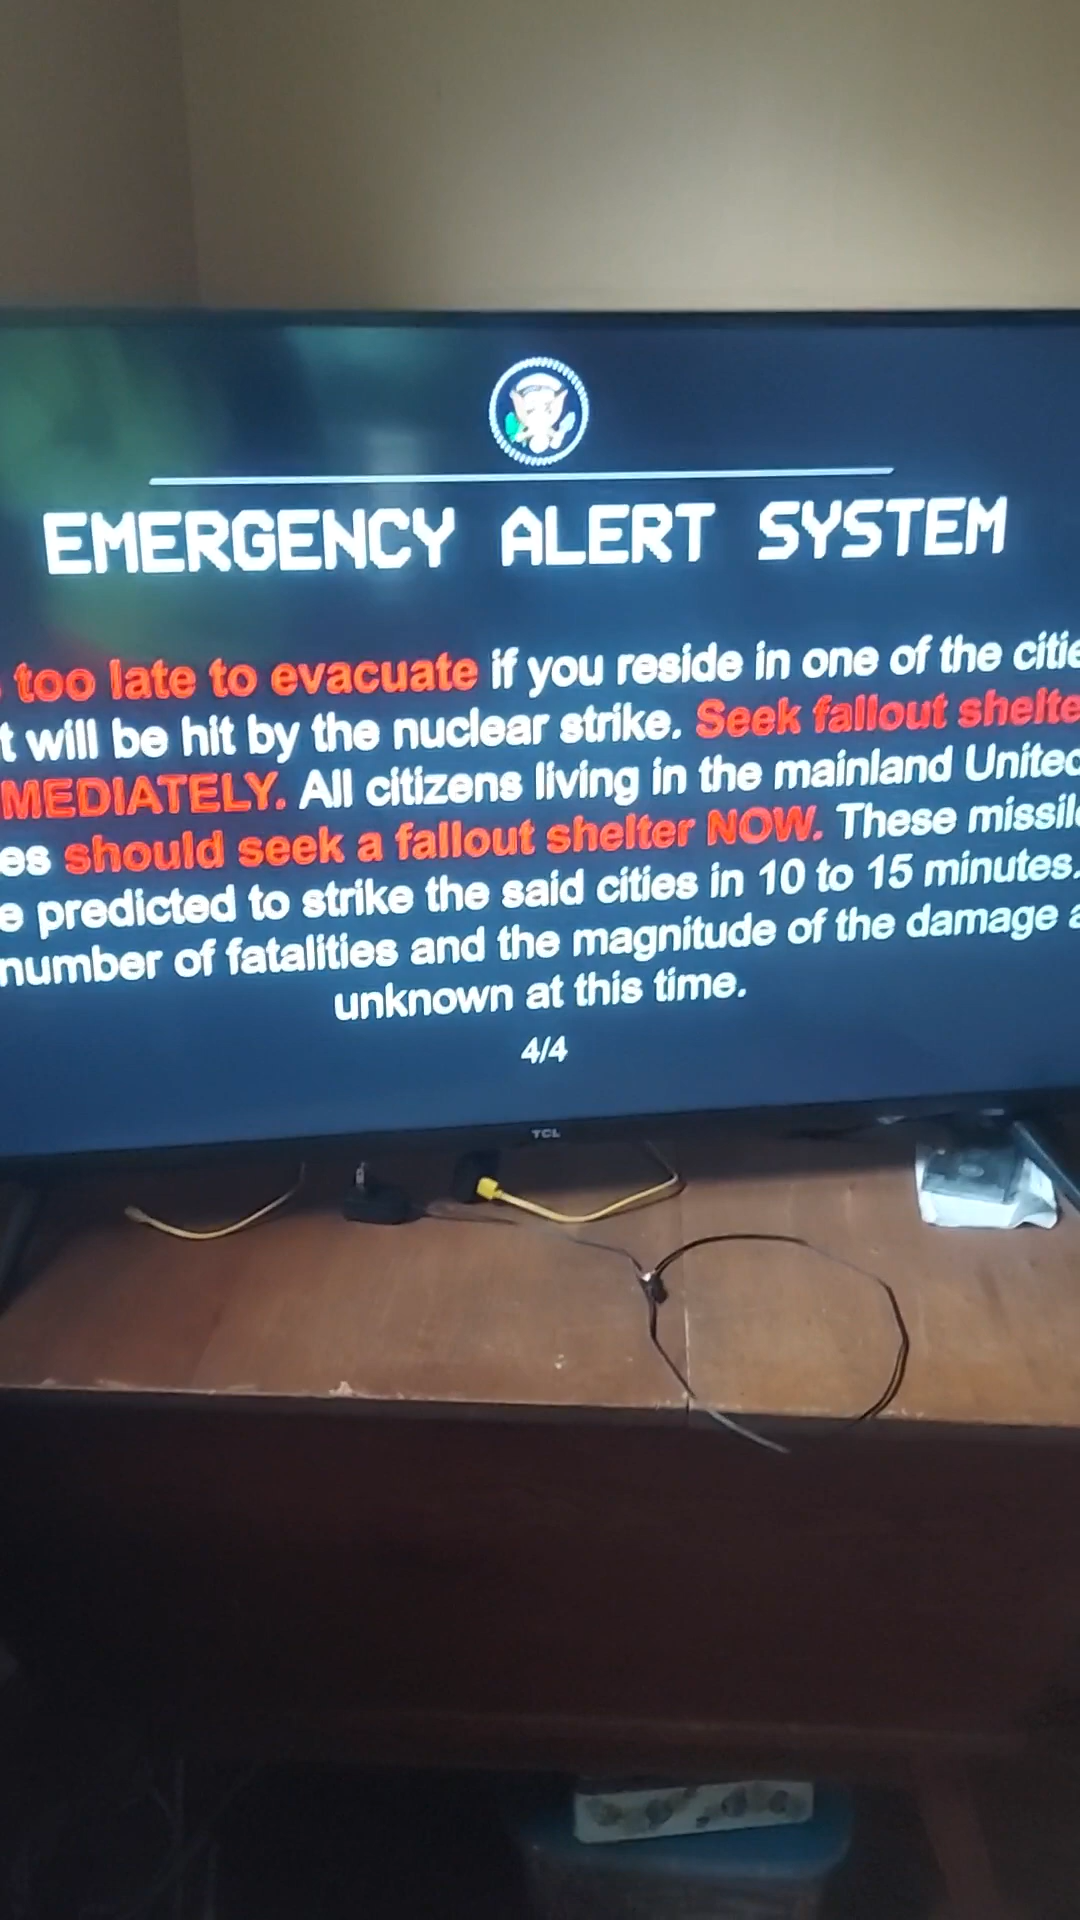 EMERGENCY ALERT SYSTEM
too late to evacuate if you reside in one of the citie
t will be hit by the nuclear strike. Seek fallout shelte
MEDIATELY. All citizens living in the mainland United
es should seek a fallout shelter NOW. These missile
e predicted to strike the said cities in 10 to 15 minutes.
number of fatalities and the magnitude of the damage a
unknown at this time.
4/4
TCL